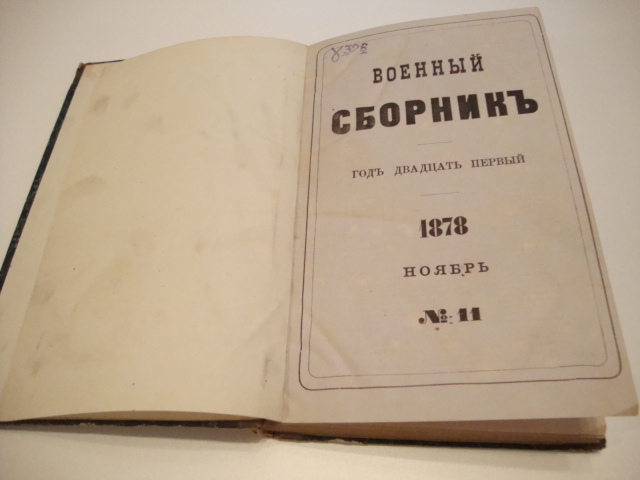 ВОЕННЫЙ
СБОРНИКЪ
ГОДЪ ДВАДЦАТЬ ПЕРВЫЙ
1878
НОЯБРЬ
№ 11